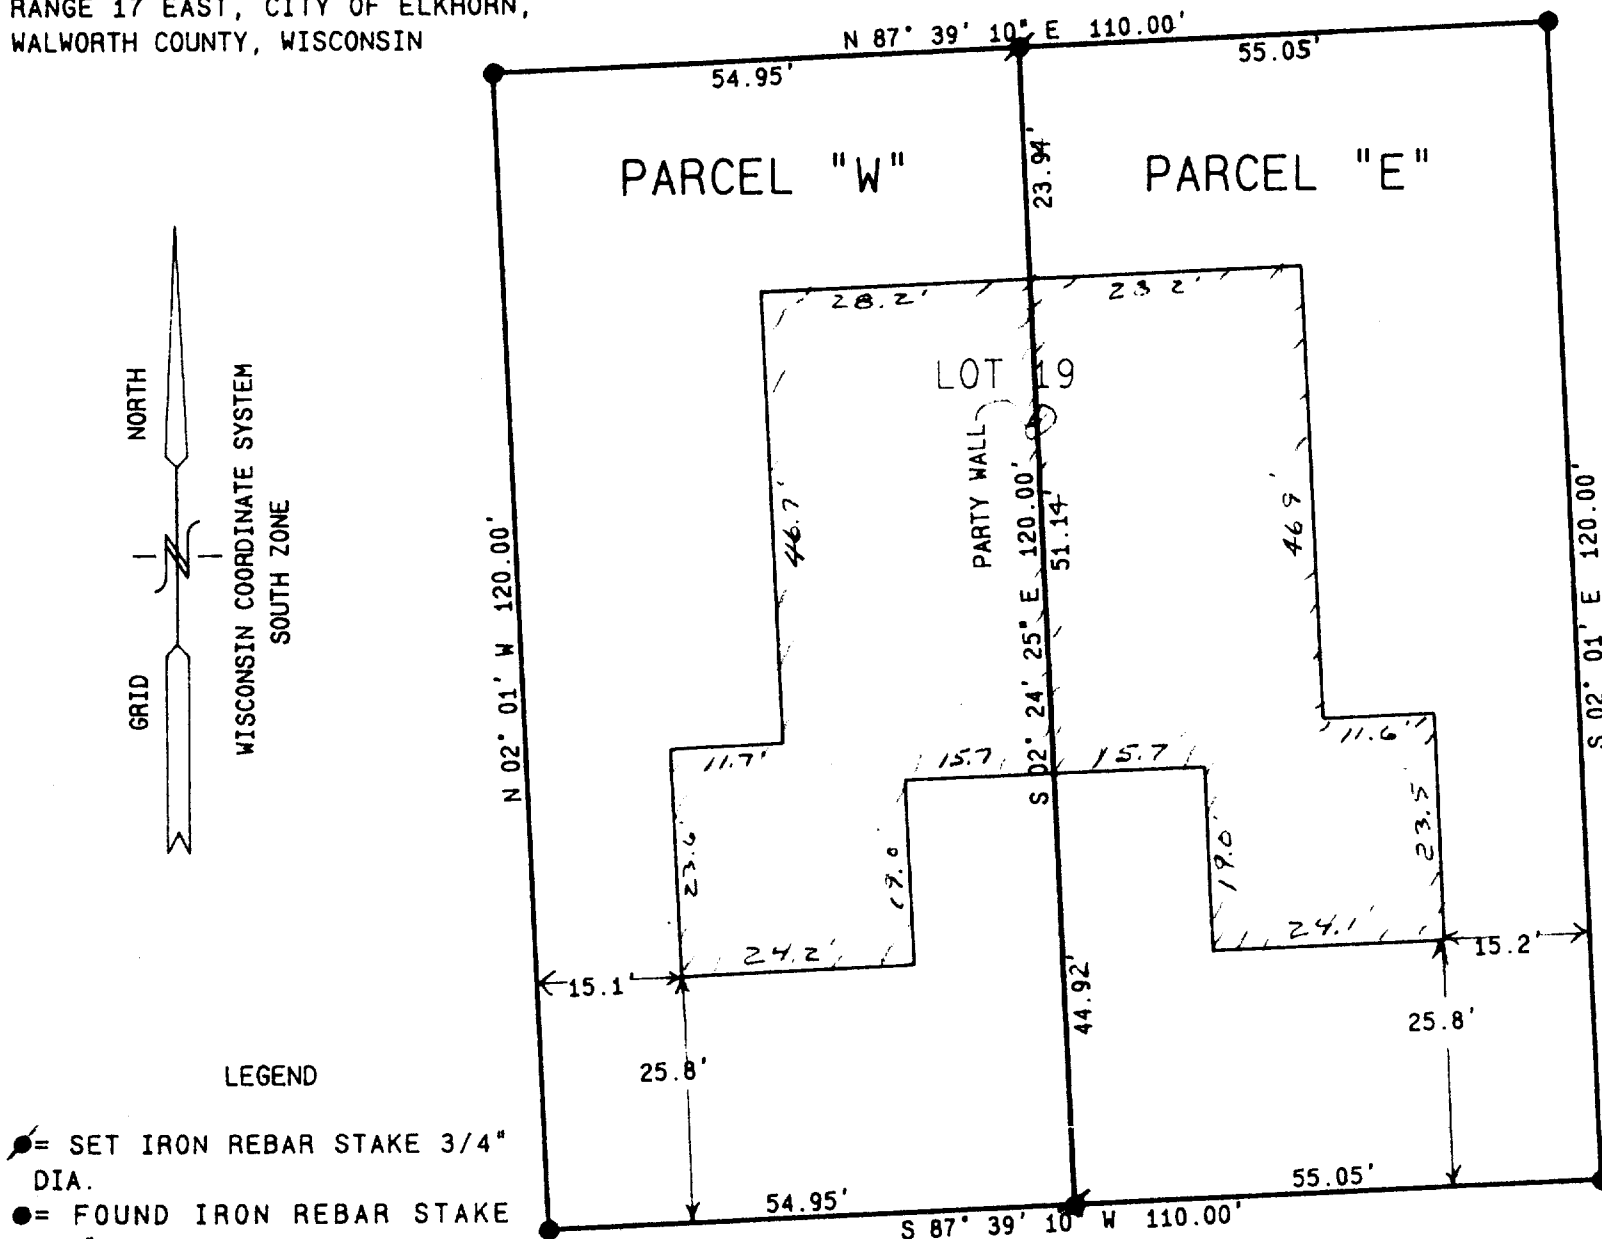 RANGE 17 EAST, CITY OF ELKHORN,
WALWORTH COUNTY, WISCONSIN
N 87° 39' 10" E 110.00'
54.95'
55.05'
PARCEL "W"
PARCEL "E"
23.94'
28.2'
28 2'
LOT 19
PARTY WALL
S 02° 24' 25" E 120.00'
51.14'
46.7'
46 9'
N 02° 01' W 120.00'
S 02° 01' E 120.00'
NORTH
GRID
N
WISCONSIN COORDINATE SYSTEM
SOUTH ZONE
11.7'
15.7
15.7
11.6'
23.6'
19.0
19.0'
23.5
24.2'
24.1'
15.1'
15.2'
44.92'
25.8'
25.8'
LEGEND
= SET IRON REBAR STAKE 3/4"
DIA.
= FOUND IRON REBAR STAKE
54.95'
55.05'
S 87° 39' 10" W 110.00'